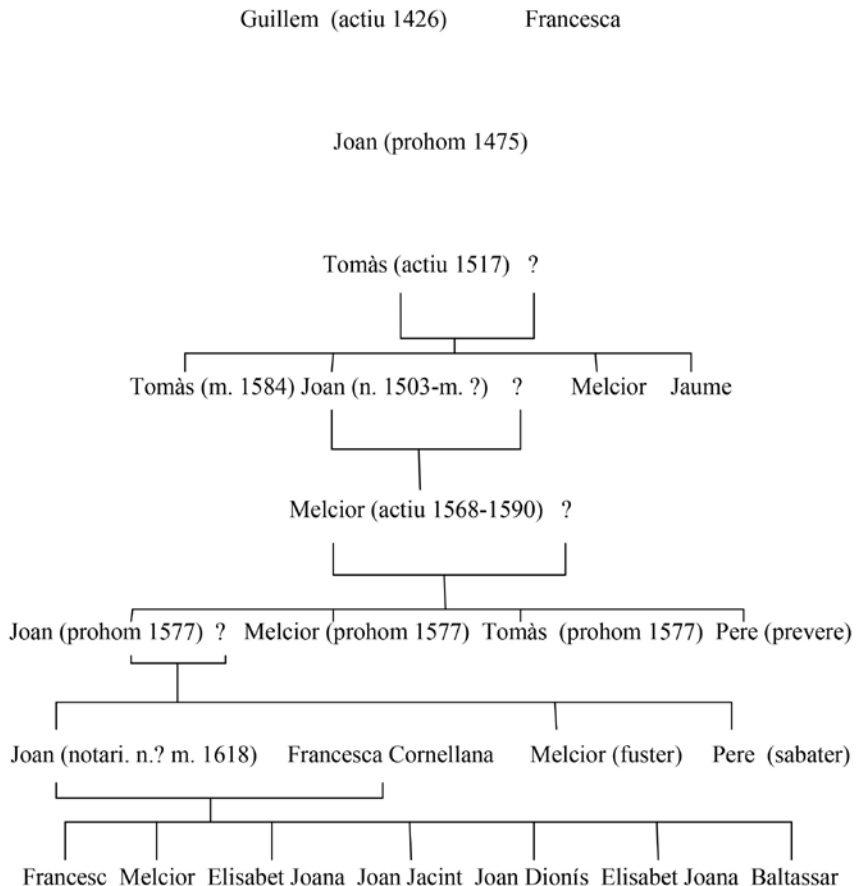 Guillem (actiu 1426) Francesca
Joan (prohom 1475)
Tomàs (actiu 1517) ?
Tomàs (m. 1584) Joan (n. 1503-m. ?) ? Melcior Jaume
Melcior (actiu 1568-1590) ?
Joan (prohom 1577) ? Melcior (prohom 1577) Tomàs (prohom 1577) Pere (prevere)
Joan (notari. n.? m. 1618) Francesca Cornellana Melcior (fuster) Pere (sabater)
Francesc Melcior Elisabet Joana Joan Jacint Joan Dionís Elisabet Joana Baltassar